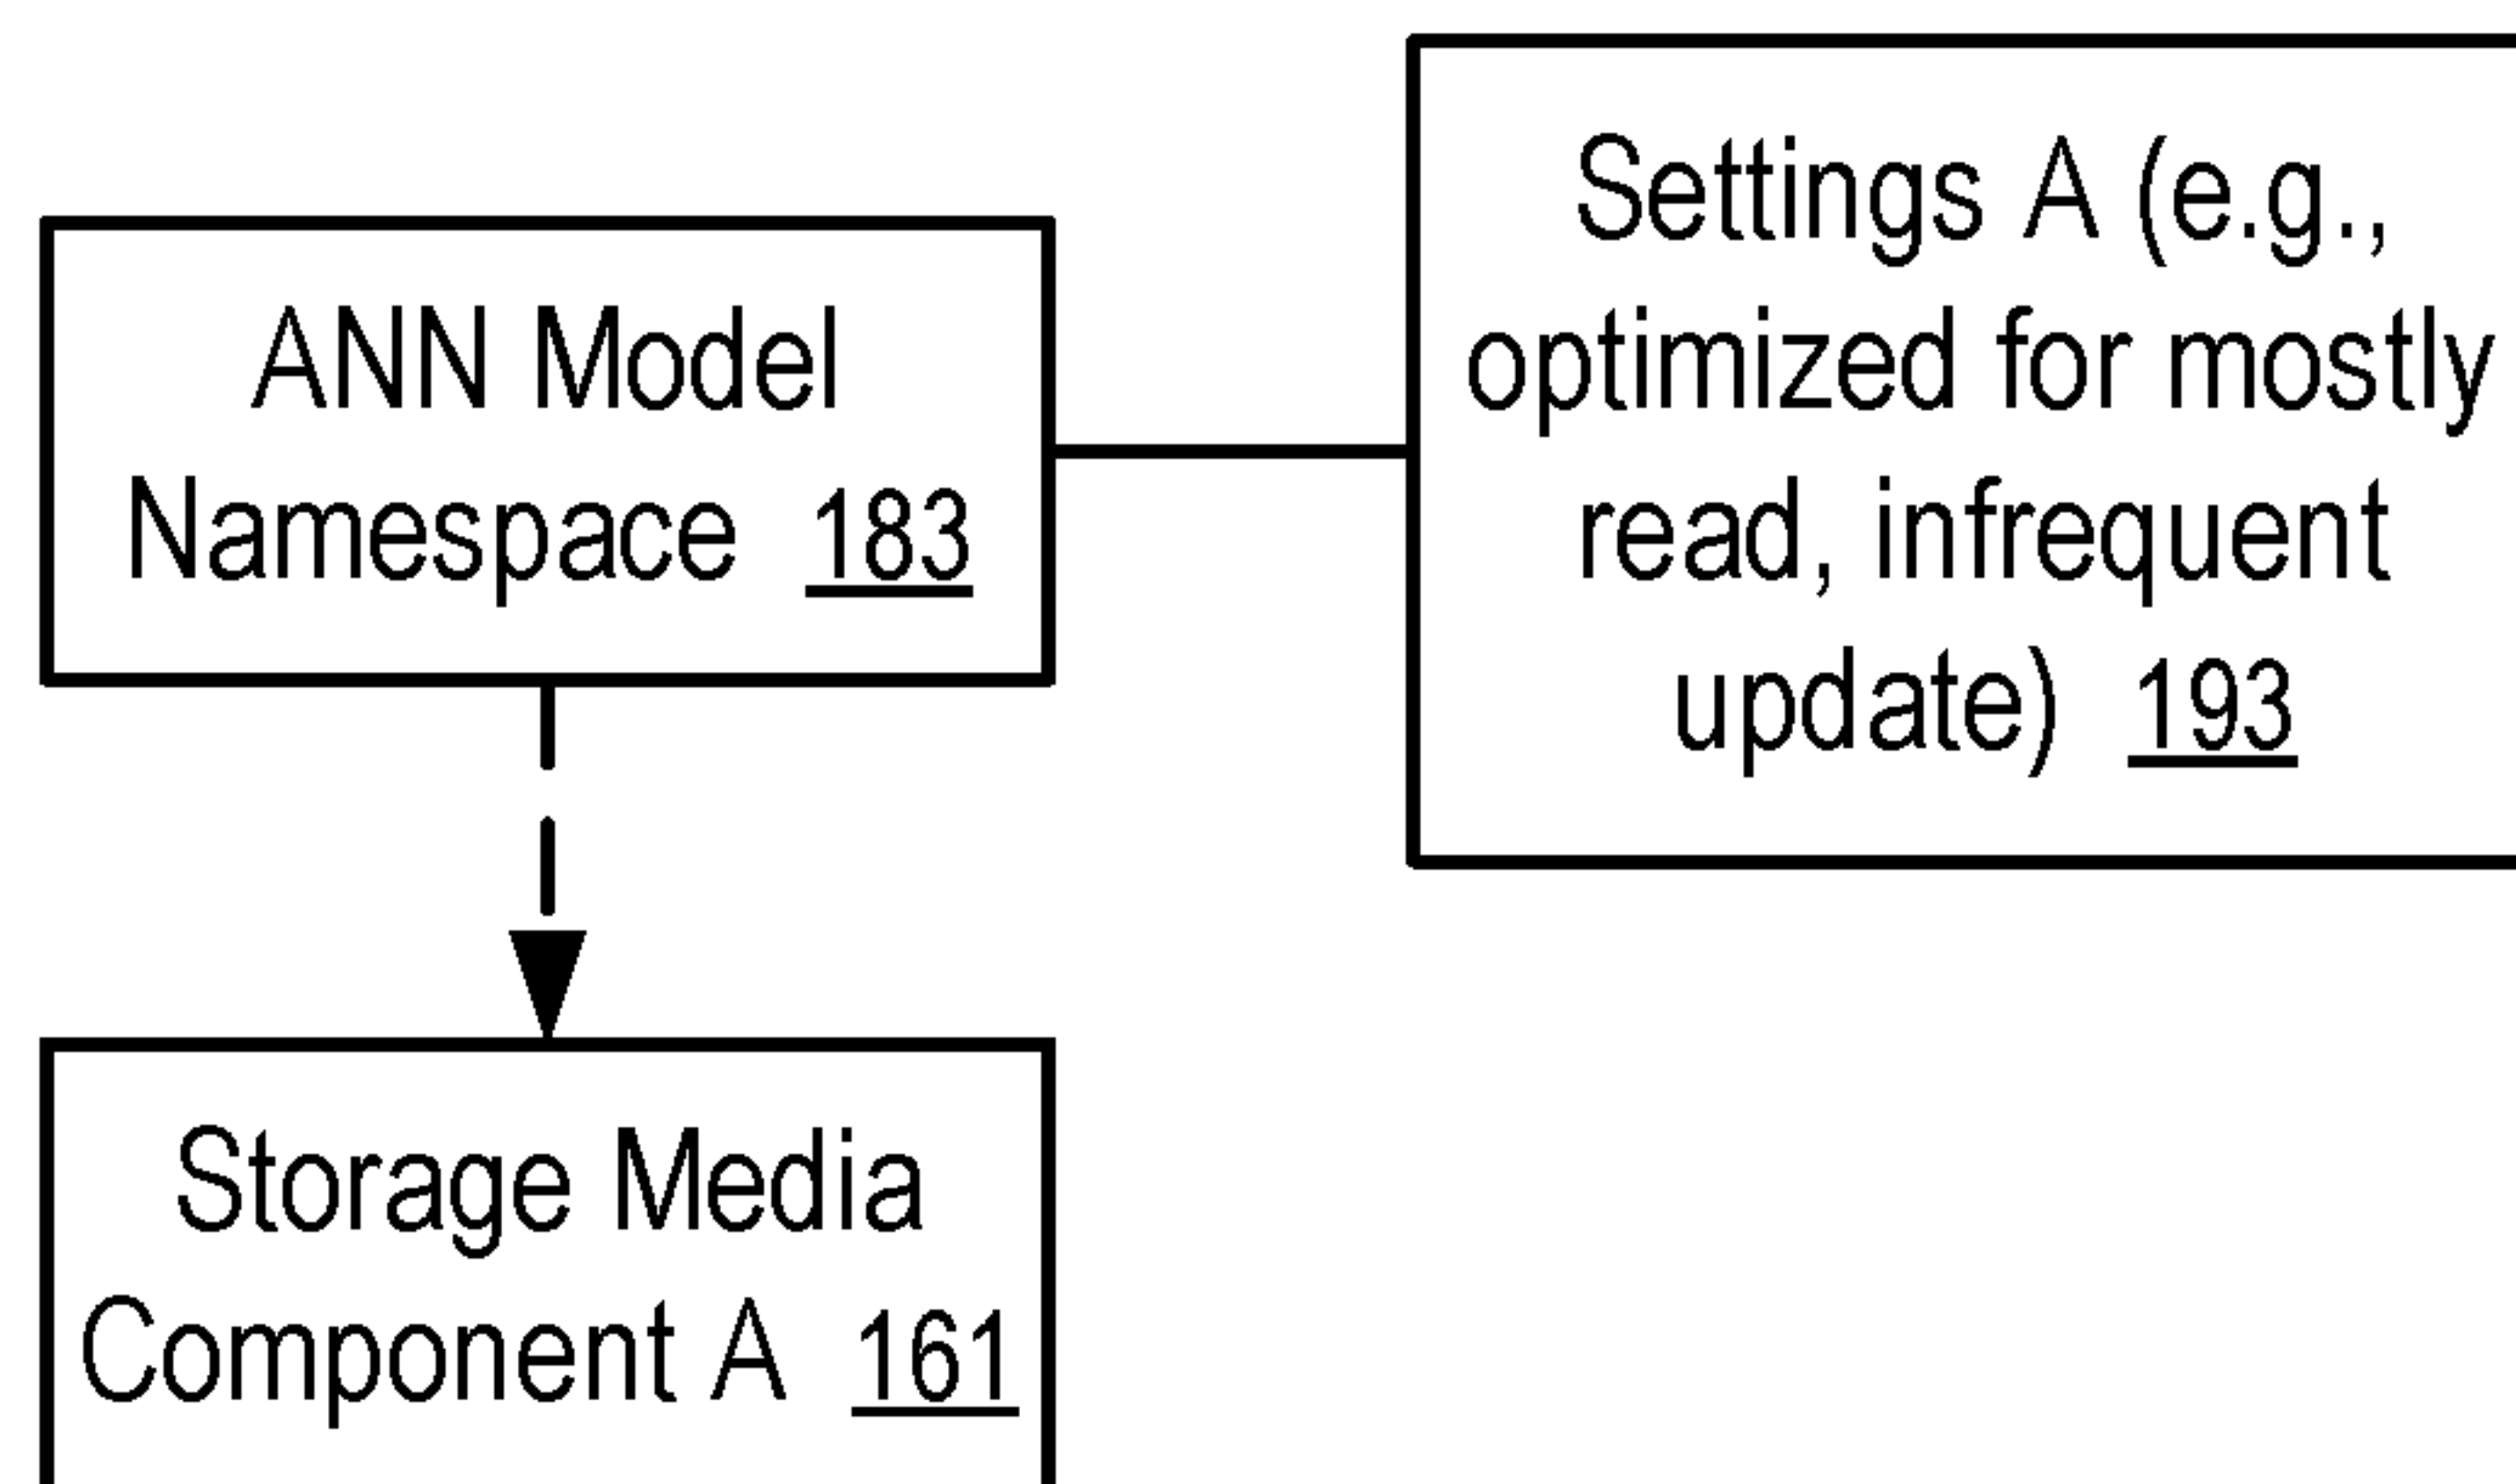 ANN Model
Namespace 183
Settings A (e.g.,
optimized for mostly
read, infrequent
update) 193
Storage Media
Component A 161